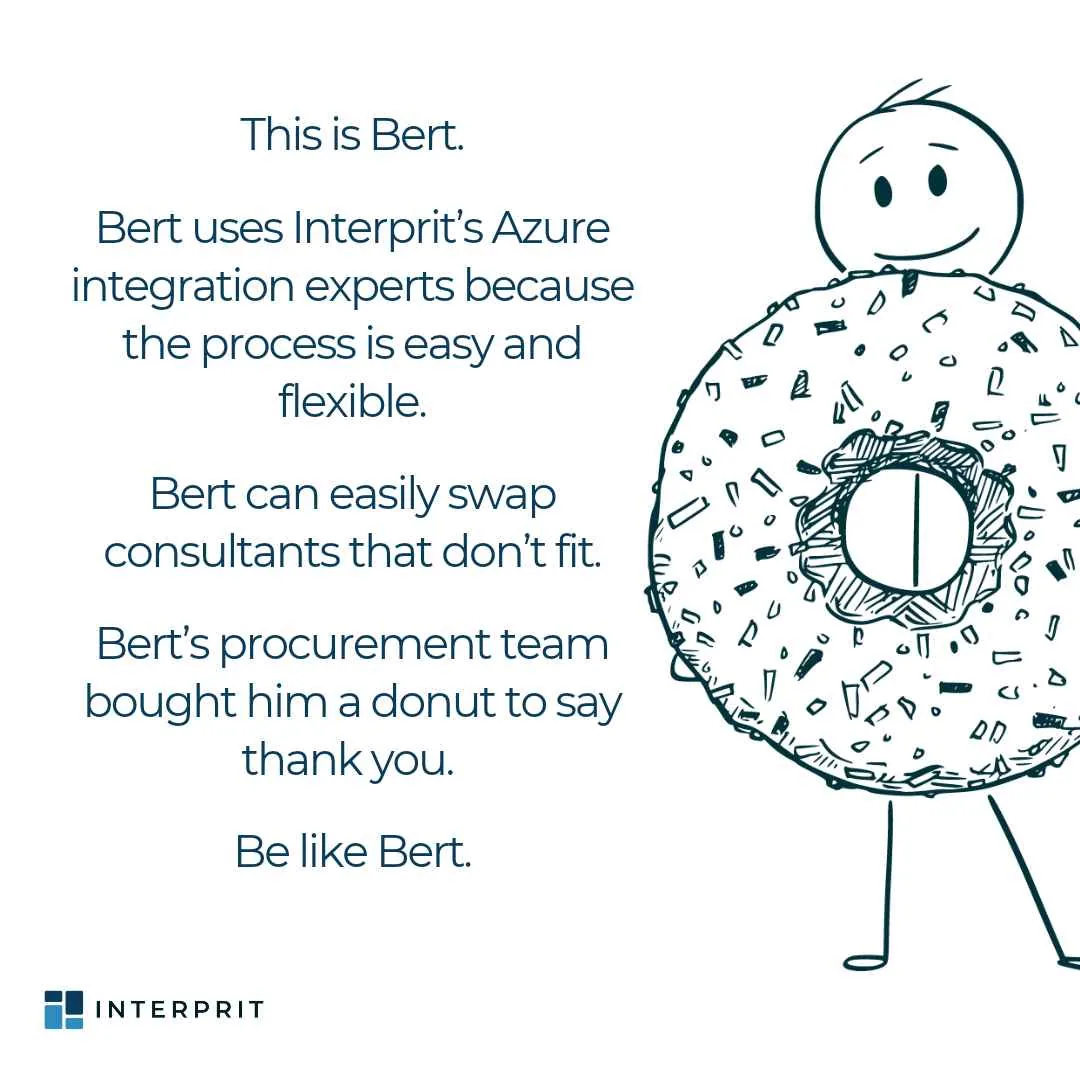 This is Bert.
Bert uses Interprit’s Azure
integration experts because
the process is easy and
flexible.
Bert can easily swap
consultants that don’t fit.
Bert’s procurement team
bought him a donut to say
thank you.
Be like Bert.
INTERPRIT